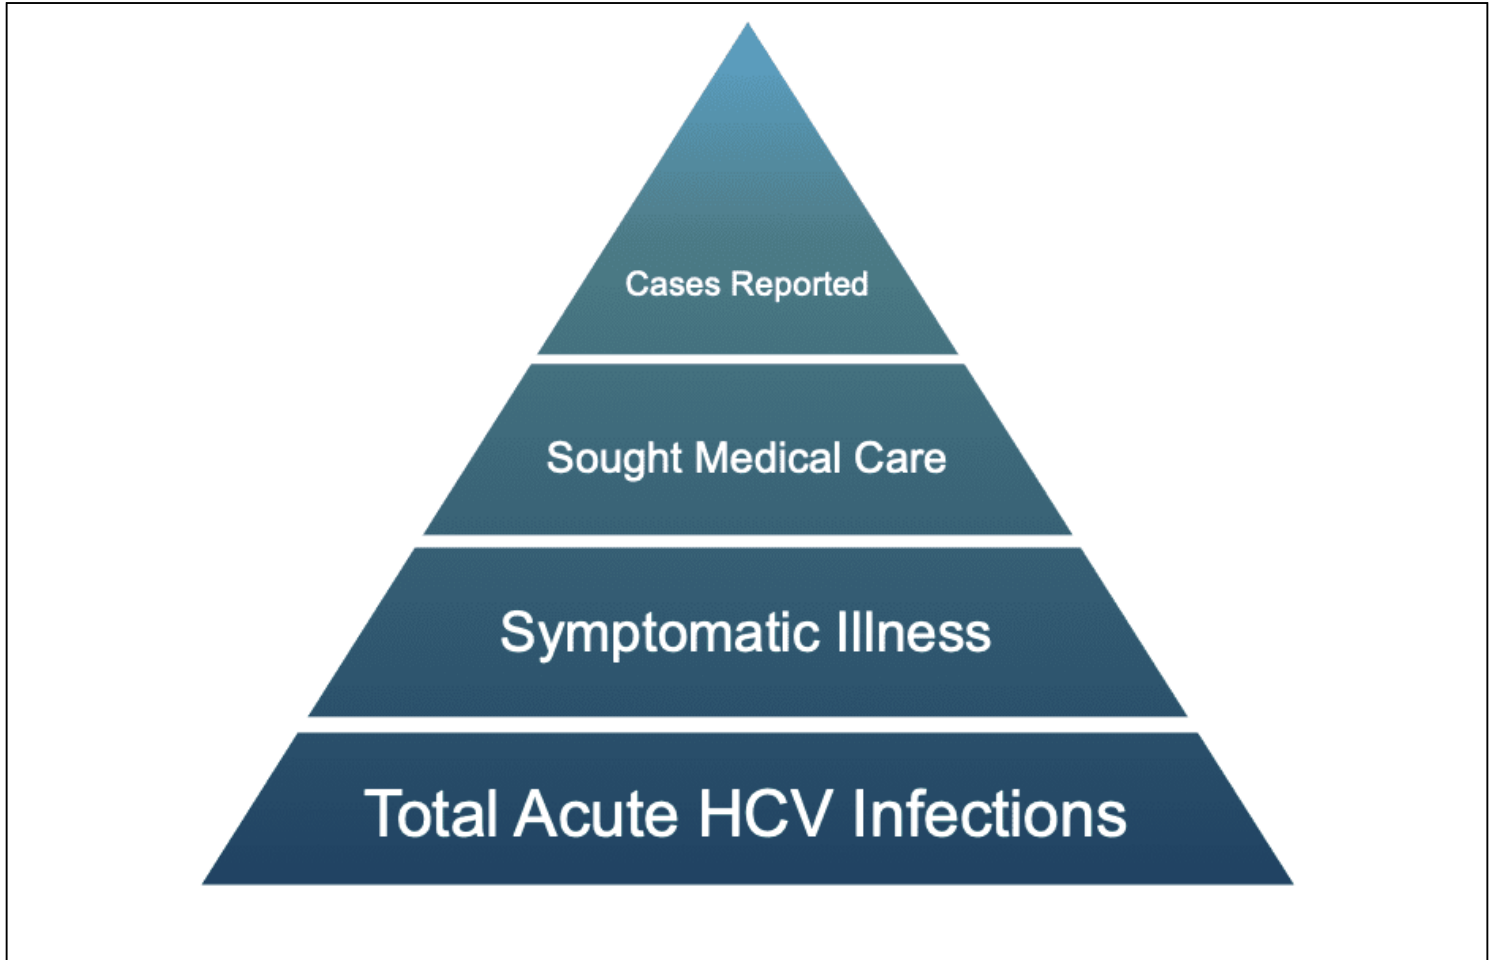 Cases Reported
Sought Medical Care
Symptomatic Illness
Total Acute HCV Infections